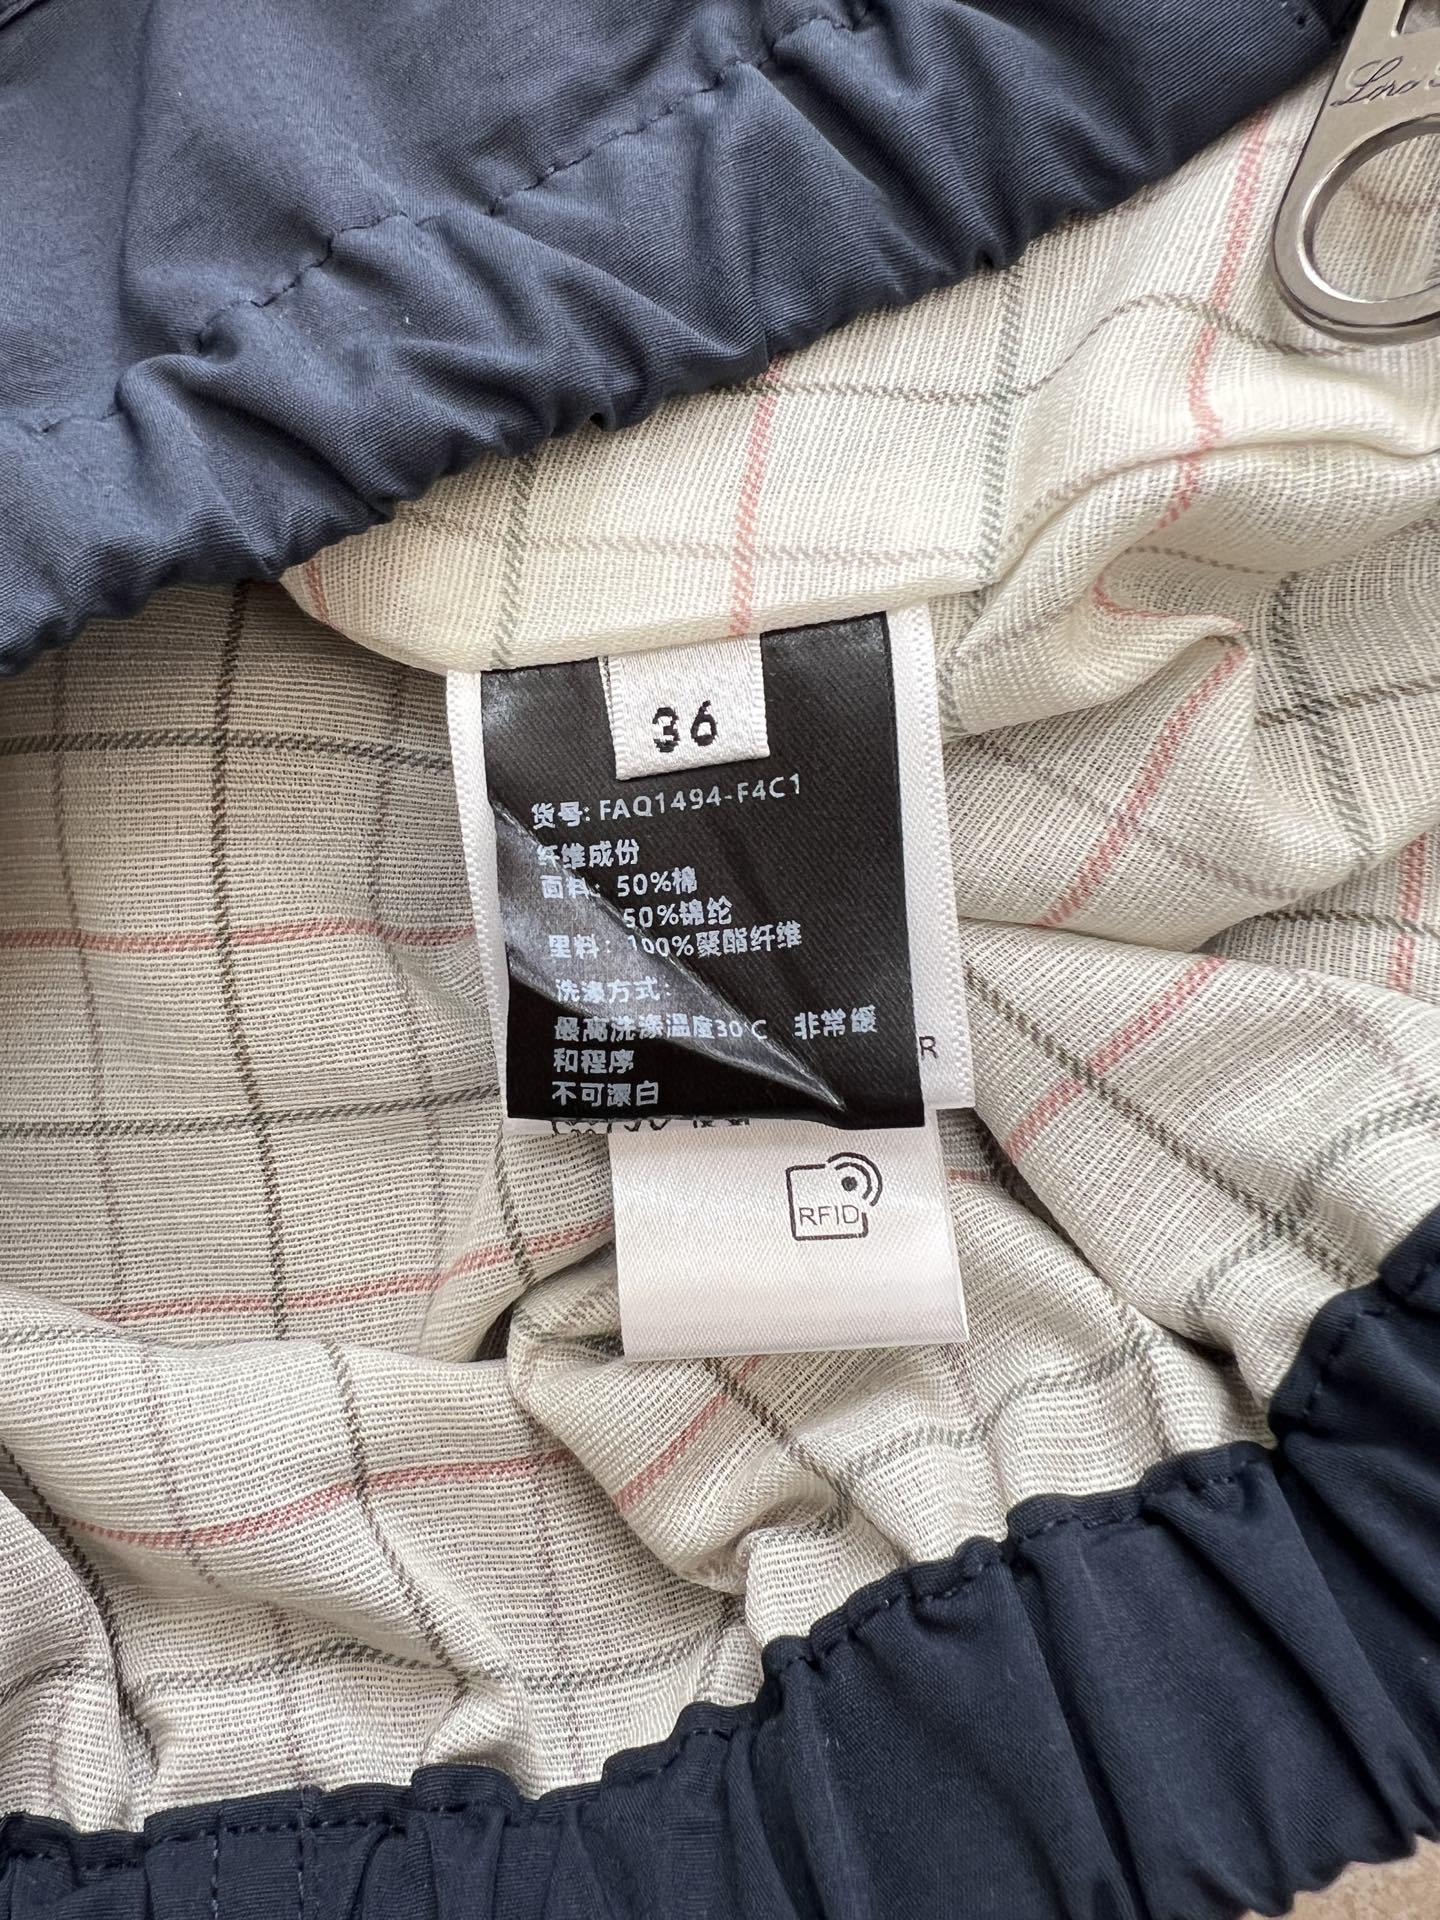 Loro
36
货号: FAQ1494-F4C1
纤维成份
面料: 50%棉
50%锦纶
里料: 100%聚酯纤维
洗涤方式:
最高洗涤温度30°C 非常缓
和程序
不可漂白
R
RFID